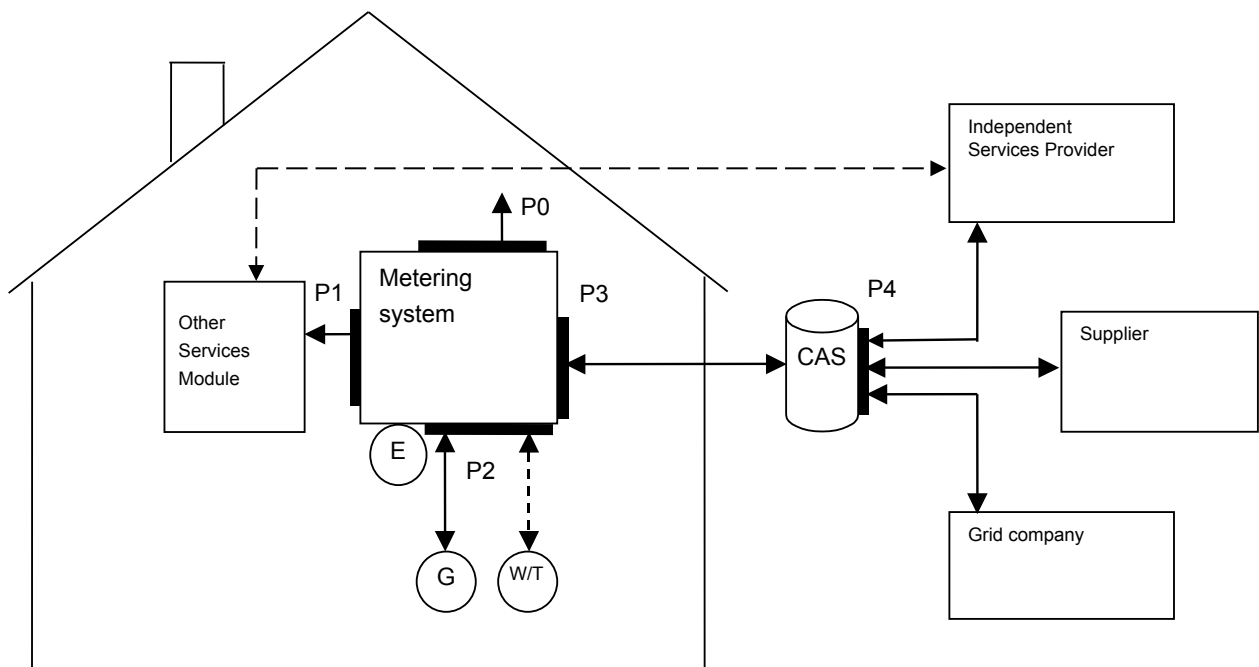 Independent
Services Provider
P0
Metering
system
P1
P3
P4
Other
Services
Module
CAS
Supplier
E
P2
G
W/T
Grid company